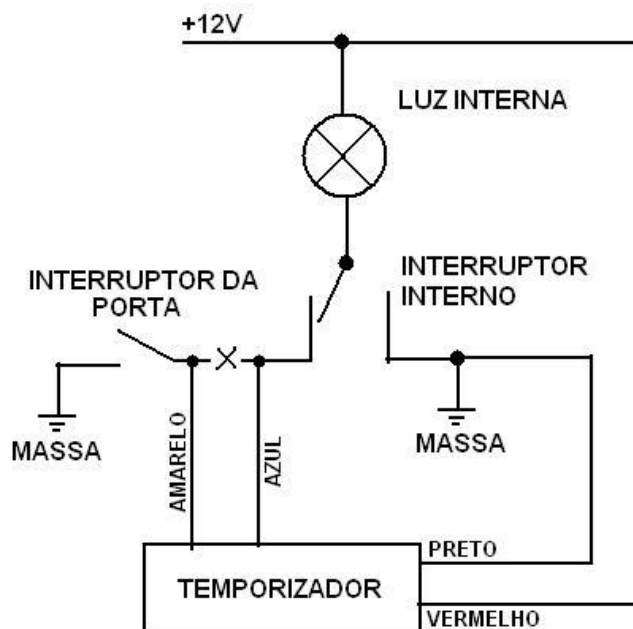 +12V
LUZ INTERNA
INTERRUPTOR DA
PORTA
INTERRUPTOR
INTERNO
MASSA
MASSA
AMARELO
AZUL
PRETO
TEMPORIZADOR
VERMELHO